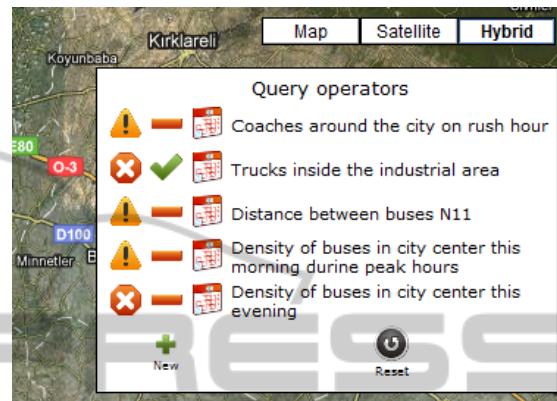 Kırklareli
Map Satellite Hybrid
Koyunbaba
Query operators
Coaches around the city on rush hour
E80
O-3
Trucks inside the industrial area
Distance between buses N11
D100
Minnetler B
Density of buses in city center this
morning durine peak hours
Density of buses in city center this
evening
New
Reset
RESS